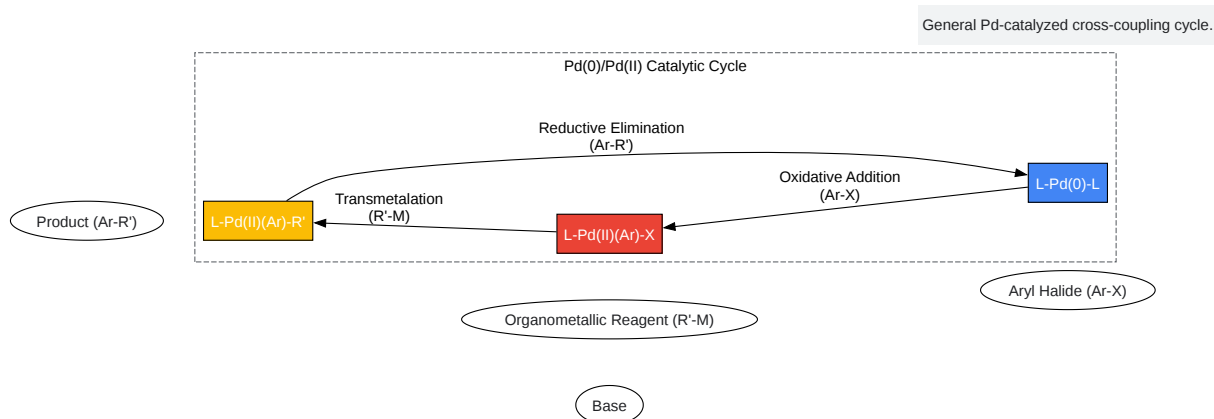 General Pd-catalyzed cross-coupling cycle.
Pd(0)/Pd(II) Catalytic Cycle
Reductive Elimination
(Ar-R')
Oxidative Addition
(Ar-X)
L-Pd(0)-L
Transmetalation
(R'-M)
L-Pd(II)(Ar)-R'
Product (Ar-R')
L-Pd(II)(Ar)-X
Aryl Halide (Ar-X)
Organometallic Reagent (R'-M)
Base